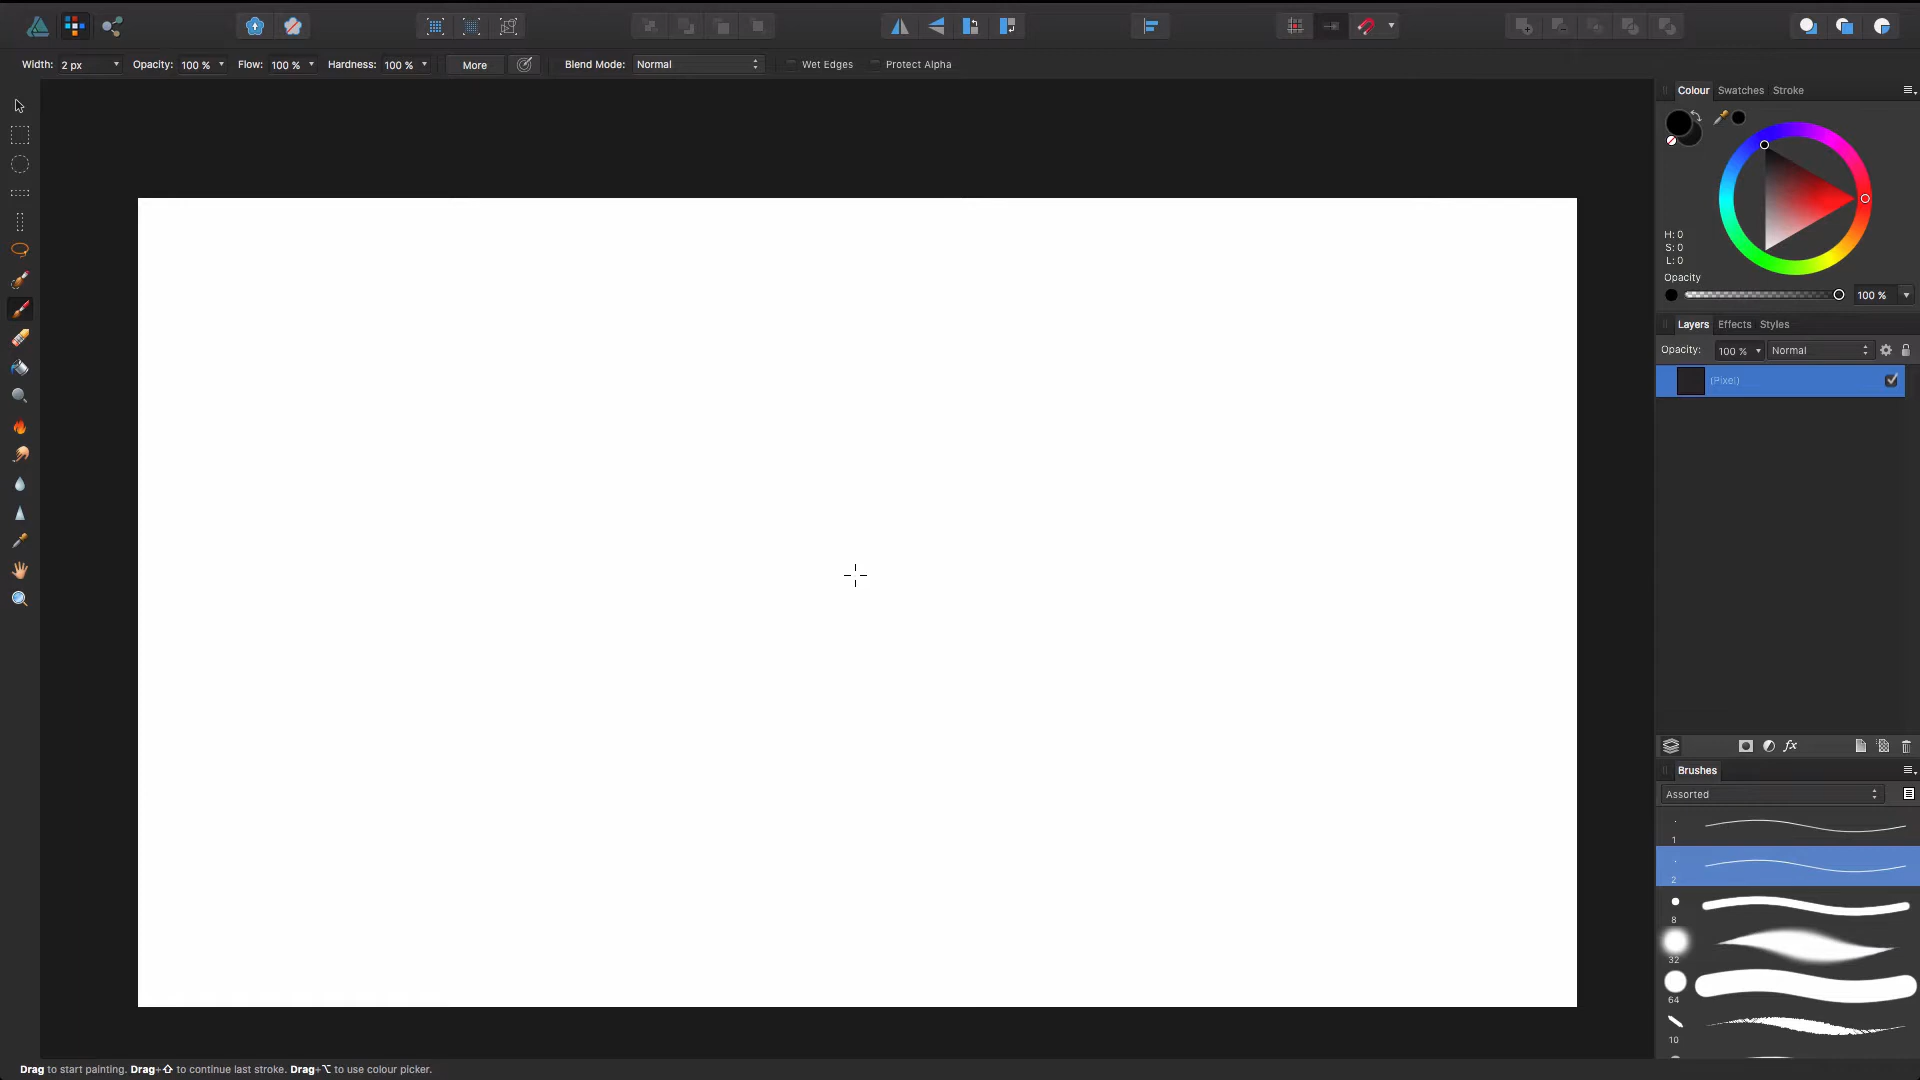 Width: 2 px Opacity: 100 % Flow: 100 % Hardness: 100 % More Blend Mode: Normal Wet Edges Protect Alpha
Colour Swatches Stroke
H: 0
S: 0
L: 0
Opacity
100 %
Layers Effects Styles
Opacity: 100 % Normal
(Pixel)
fx
Brushes
Assorted
1
2
8
32
64
10
Drag to start painting. Drag+⇧ to continue last stroke. Drag+⌥ to use colour picker.